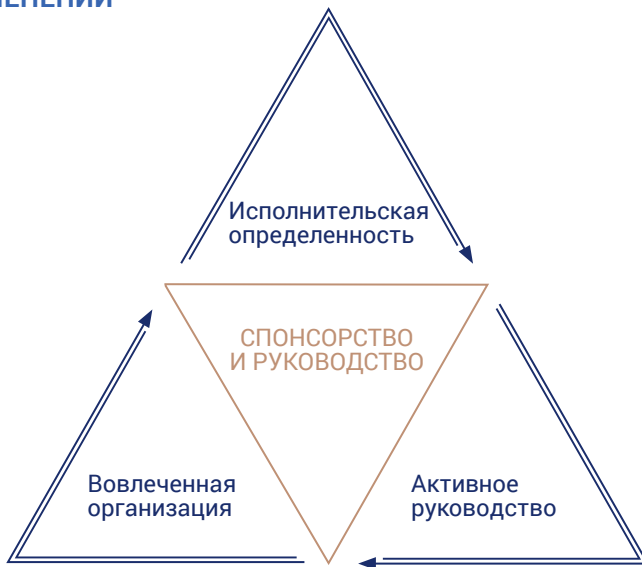 Исполнительская
определенность
СПОНСОРСТВО
И РУКОВОДСТВО
Вовлеченная
организация
Активное
руководство